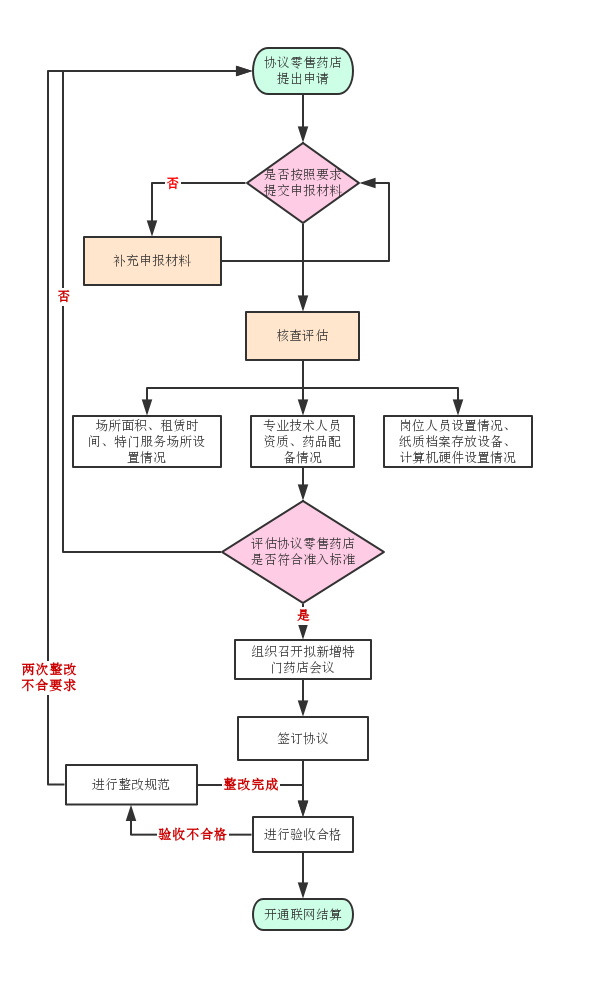 协议零售药店
提出申请
是否按照要求
提交申报材料
否
补充申报材料
否
核查评估
场所面积、租赁时
间、特门服务场所设
置情况
专业技术人员
资质、药品配
备情况
岗位人员设置情况、
纸质档案存放设备、
计算机硬件设置情况
评估协议零售药店
是否符合准入标准
是
组织召开拟新增特
门药店会议
两次整改
不合要求
签订协议
进行整改规范
整改完成
验收不合格
进行验收合格
开通联网结算